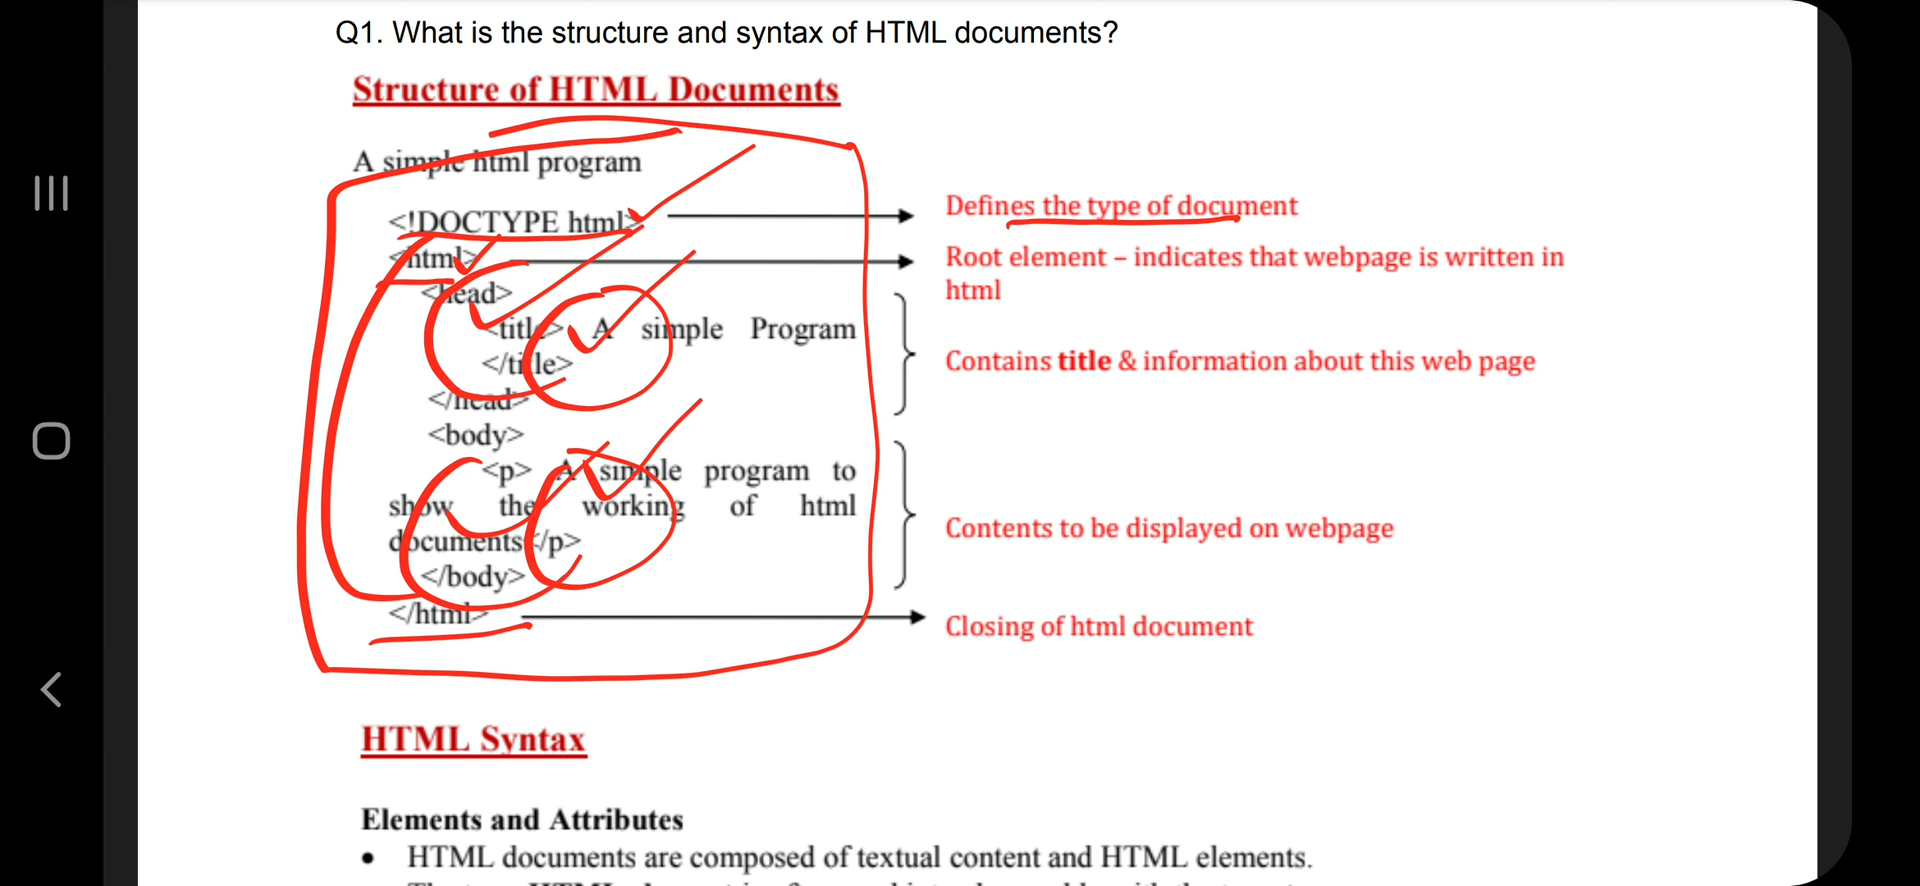 Q1. What is the structure and syntax of HTML documents?
Structure of HTML Documents
A simple html program
<!DOCTYPE html>
<html>
<head>
<title> A simple Program
</title>
</head>
<body>
<p> A simple program to
show the working of html
documents</p>
</body>
</html>
Defines the type of document
Root element – indicates that webpage is written in
html
Contains title & information about this web page
Contents to be displayed on webpage
Closing of html document
HTML Syntax
Elements and Attributes
• HTML documents are composed of textual content and HTML elements.